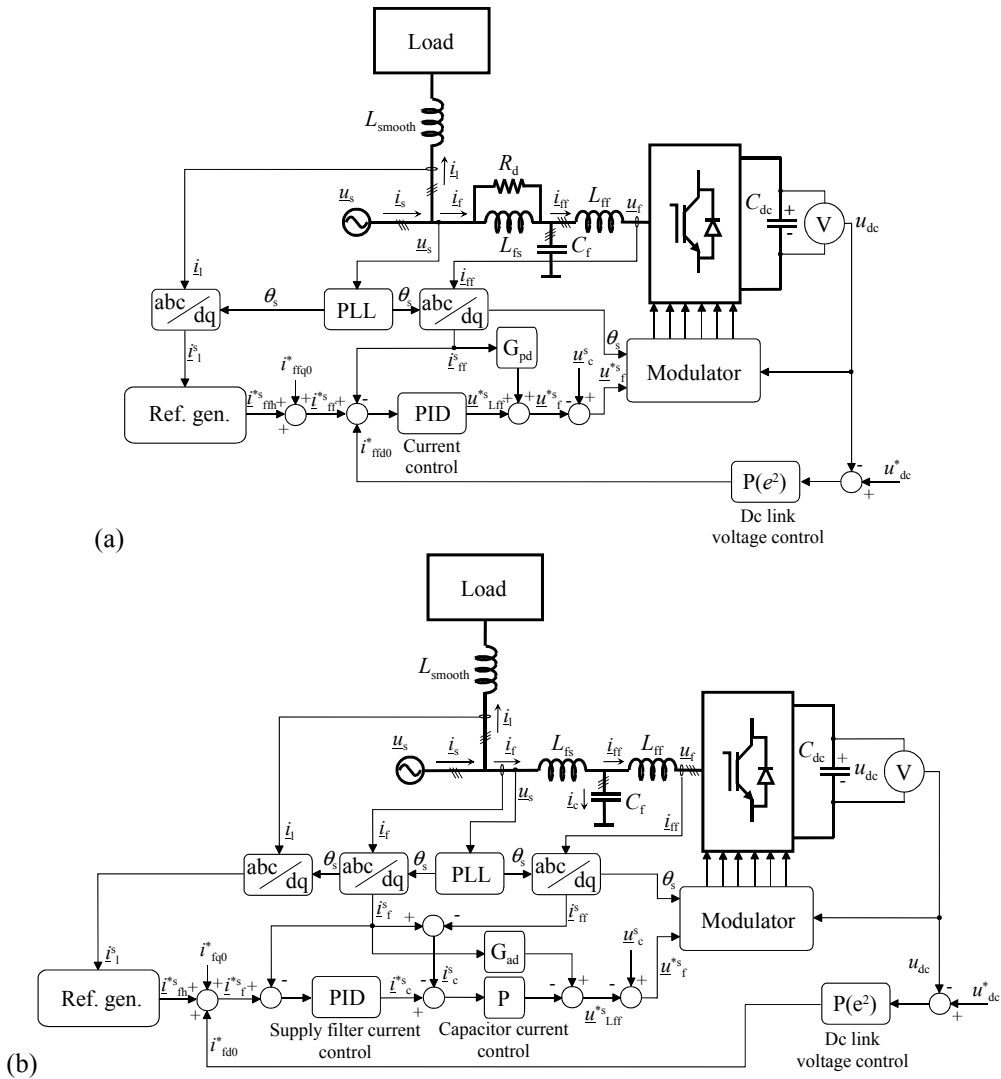 Load
L_smooth
i_l
R_d
u_s
i_s
i_f
i_ff
L_ff
u_f
C_dc
+
-
V
u_dc
u_s
L_fs
C_f
i_l
i_ff
abc/dq
θ_s
PLL
θ_s
abc/dq
i^s_l
i^s_ff
G_pd
θ_s
u^s_c
Modulator
Ref. gen.
i^*s_ffh
+
+
i^*_ffq0
+
i^*s_ff
+
-
PID
u^*s_Lff
+
+
u^*s_f
-
+
u^*s_f
Current
control
i^*_ffd0
+
P(e²)
-
+
u^*_dc
Dc link
voltage control
(a)
Load
L_smooth
i_l
u_s
i_s
i_f
L_fs
i_ff
L_ff
u_f
C_dc
+
-
u_dc
V
u_s
i_c
C_f
i_l
i_f
i_ff
abc/dq
θ_s
abc/dq
θ_s
PLL
θ_s
abc/dq
θ_s
i^s_f
i^s_ff
+
-
Modulator
i^s_l
G_ad
u^s_c
i^*_fq0
i^s_c
u^*s_f
Ref. gen.
i^*s_fh
+
+
+
i^*s_f
+
-
PID
i^*s_c
+
-
P
-
-
u^*s_Lff
-
+
u_dc
Supply filter current
control
Capacitor current
control
i^*_fd0
P(e²)
-
+
u^*_dc
Dc link
voltage control
(b)